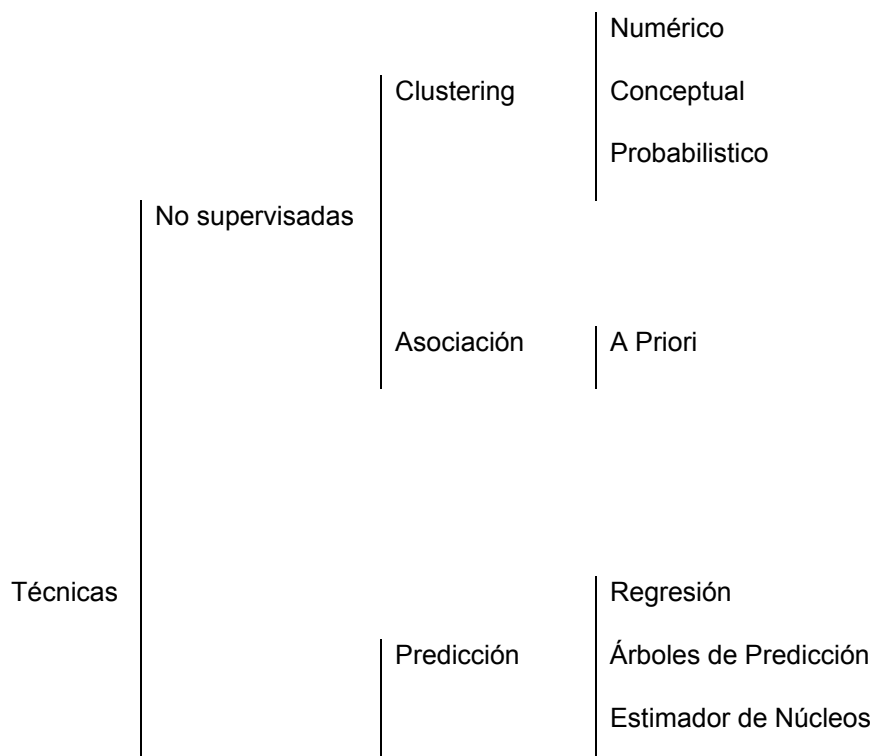 Numérico
Clustering Conceptual
Probabilistico
No supervisadas
Asociación A Priori
Técnicas Regresión
Predicción Árboles de Predicción
Estimador de Núcleos